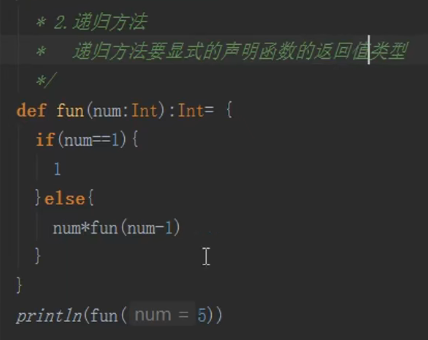 * 2.递归方法
*   递归方法要显式的声明函数的返回值类型
*/
def fun(num:Int):Int= {
  if(num==1){
    1
  }else{
    num*fun(num-1)
  }
}
println(fun( num = 5))